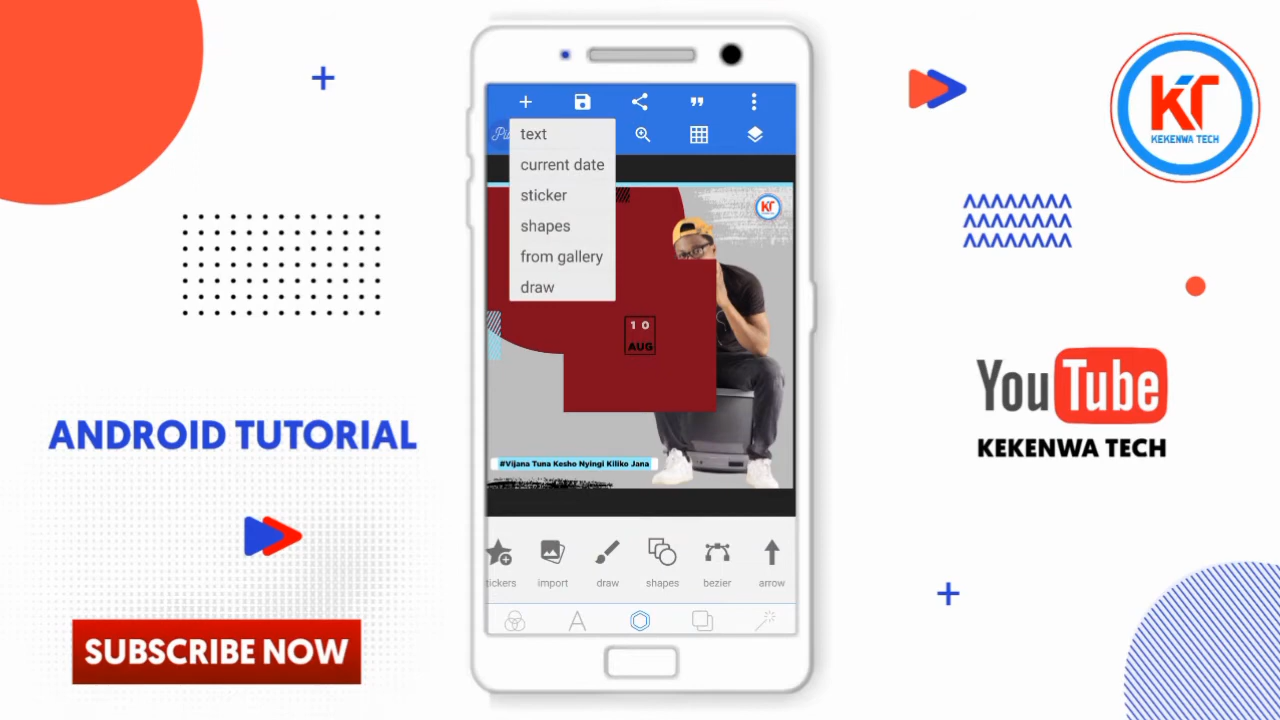 KT
KEKENWA TECH
text
current date
sticker
shapes
from gallery
draw
KT
10
AUG
#Vijana Tuna Kesho Nyingi Kiliko Jana
YouTube
KEKENWA TECH
ANDROID TUTORIAL
tickers
import
draw
shapes
bezier
arrow
SUBSCRIBE NOW